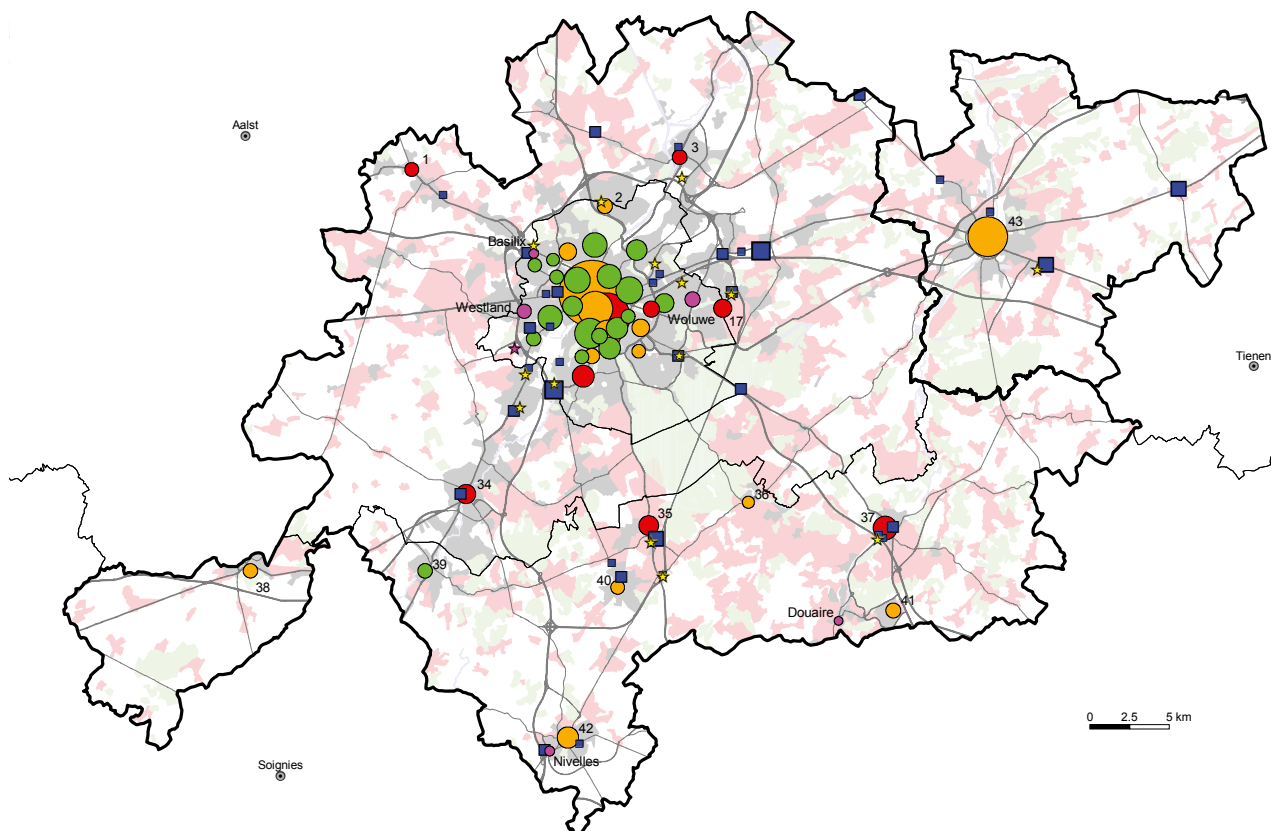 Aalst
3
1
2
43
Basilix
Westland
Woluwe
17
Tienen
34
36
35
37
38
39
40
41
Douaire
0 2.5 5 km
42
Nivelles
Soignies